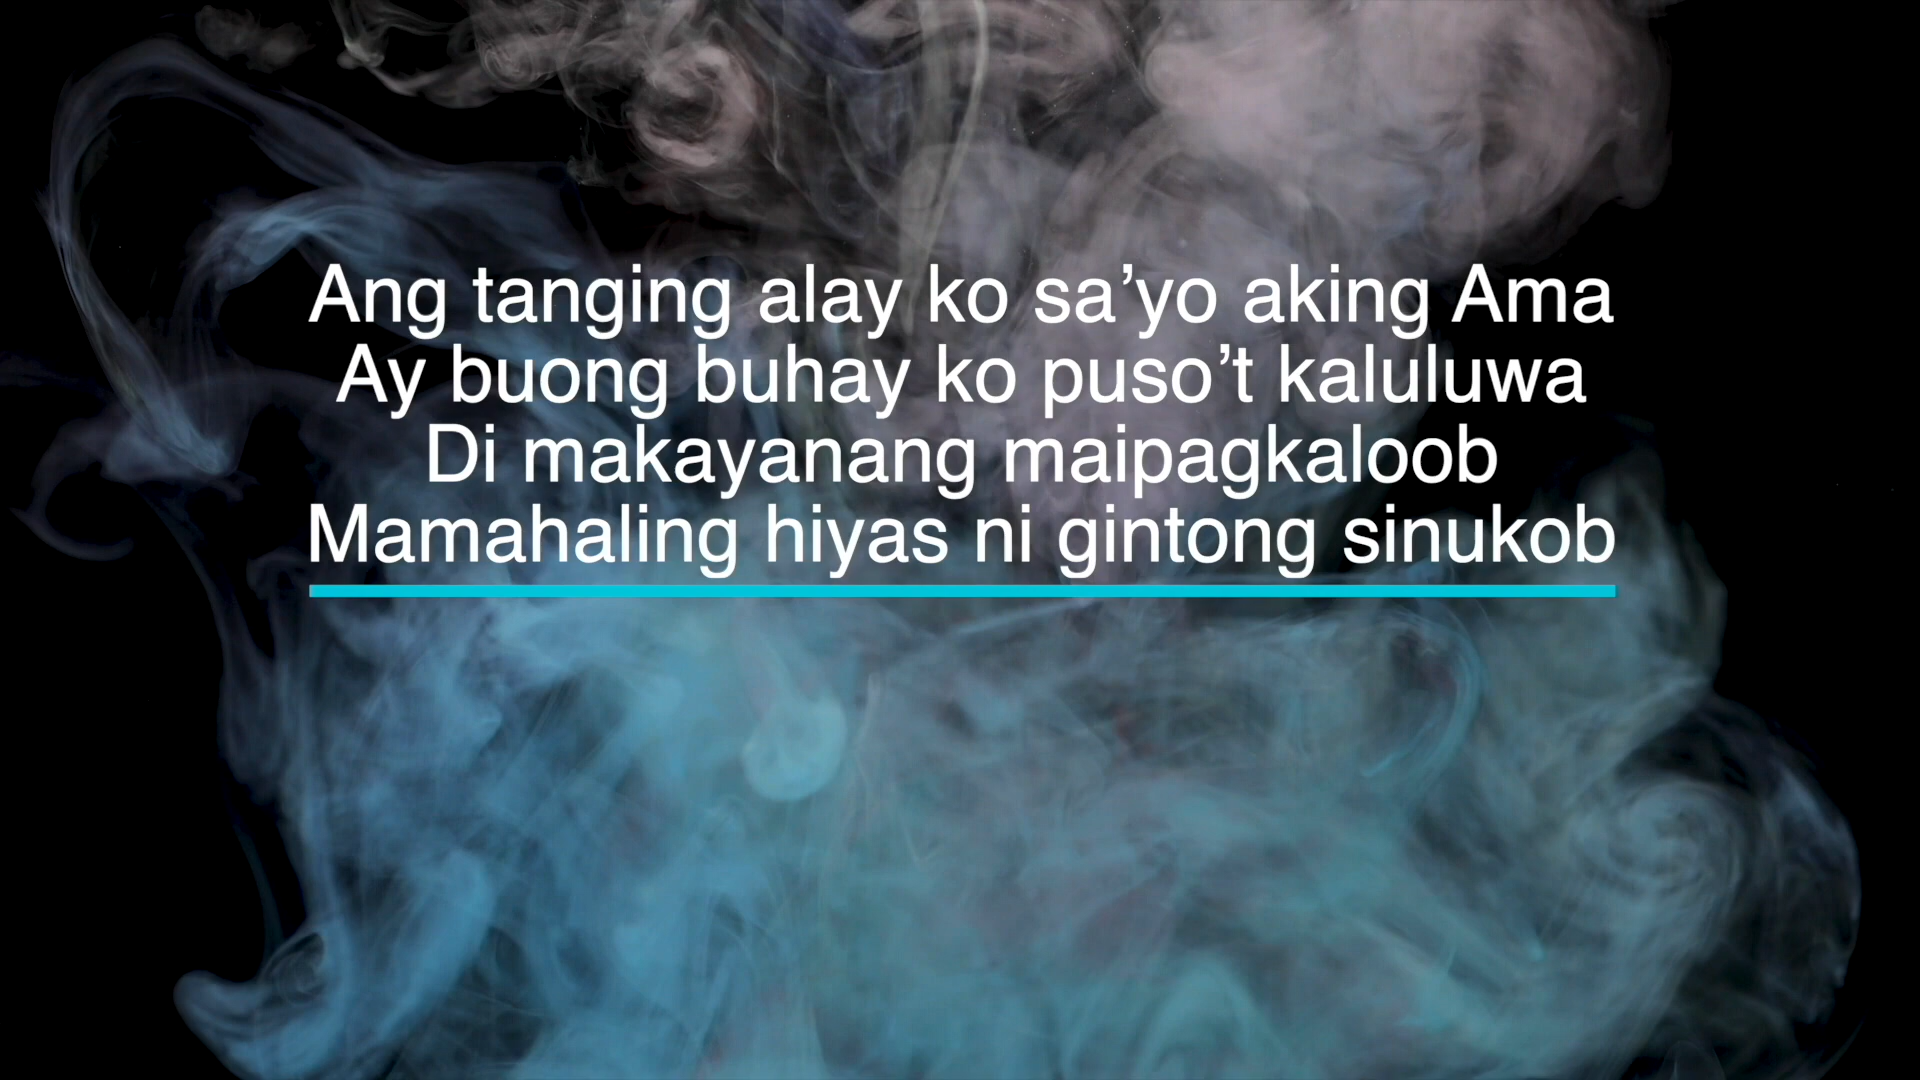 Ang tanging alay ko sa’yo aking Ama
Ay buong buhay ko puso’t kaluluwa
Di makayanang maipagkaloob
Mamahaling hiyas ni gintong sinukob